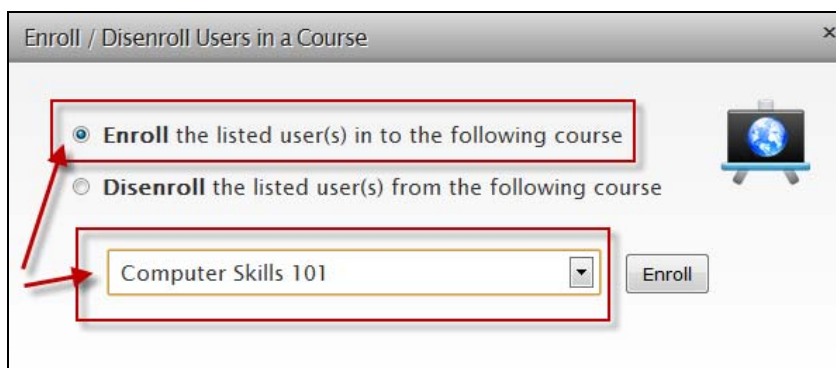 Enroll / Disenroll Users in a Course
Enroll the listed user(s) in to the following course
Disenroll the listed user(s) from the following course
Computer Skills 101
Enroll